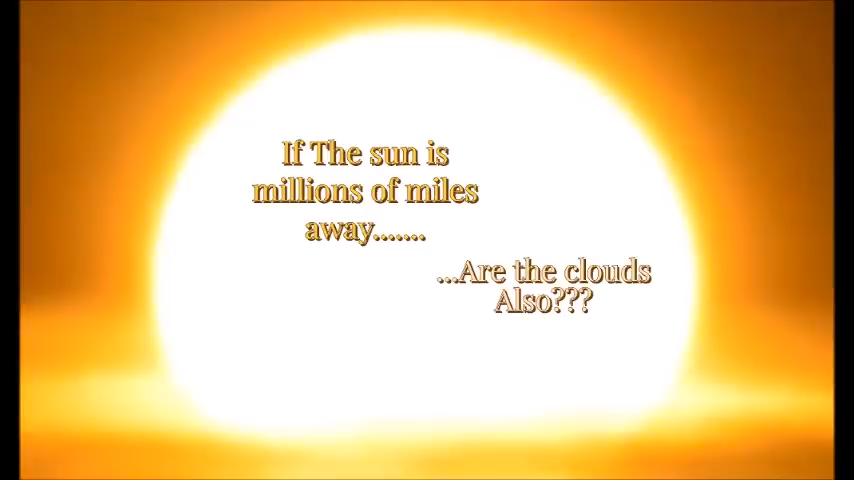 If The sun is
millions of miles
away.......
...Are the clouds
Also???